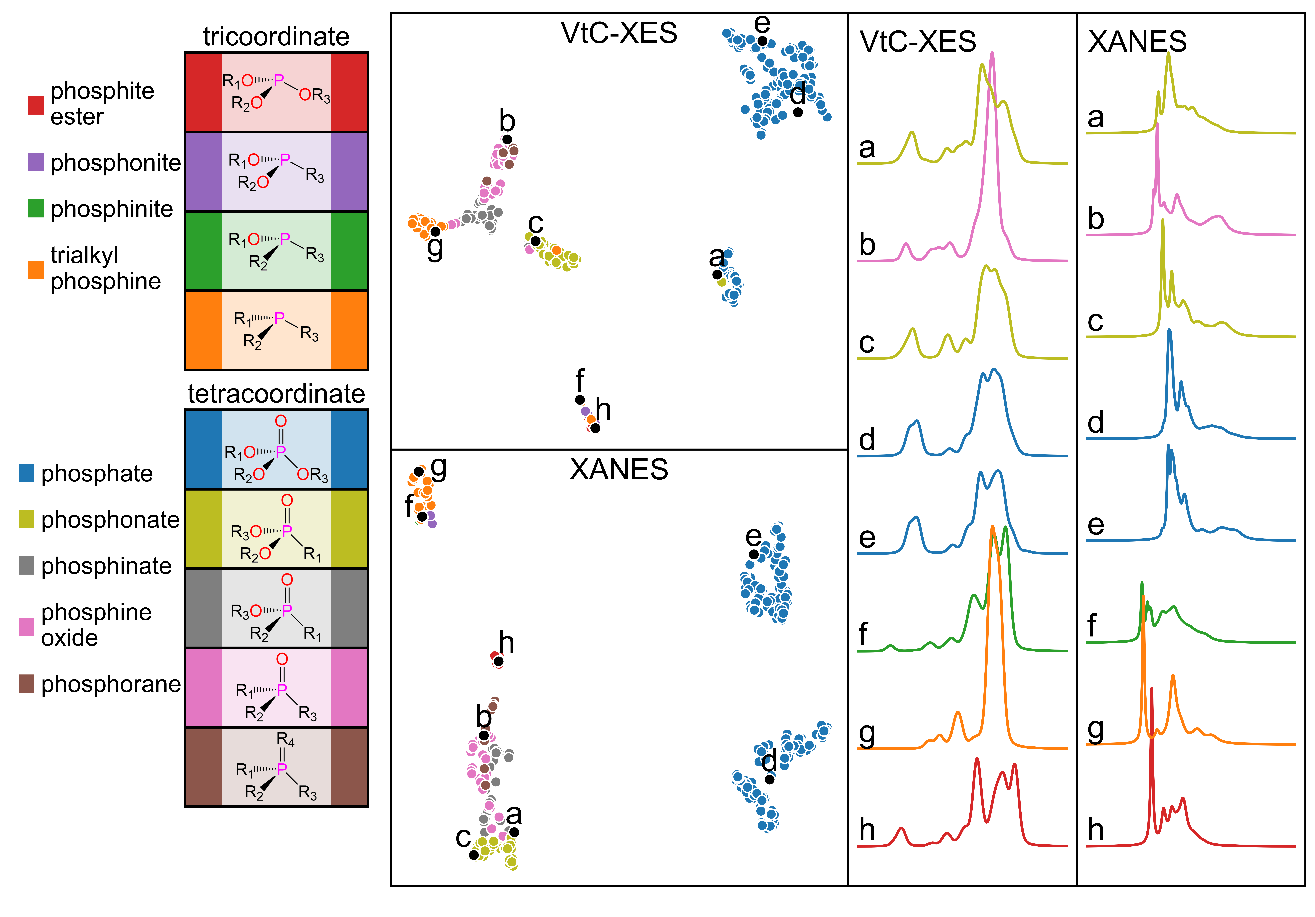 tricoordinate
phosphite
ester
phosphonite
phosphinite
trialkyl
phosphine
R1O P OR3
R2O
R1O P R3
R2O
R1O P R3
R2
R1 P R3
R2
tetracoordinate
phosphate
phosphonate
phosphinate
phosphine
oxide
phosphorane
O
R1O P
R2O OR3
O
R3O P
R2O R1
O
R3O P
R2 R1
O
R1 P
R2 R3
R4
R1 P
R2 R3
VtC-XES
e
d
b
g
c
a
f
h
XANES
g
f
e
h
b
d
a
c
VtC-XES
a
b
c
d
e
f
g
h
XANES
a
b
c
d
e
f
g
h